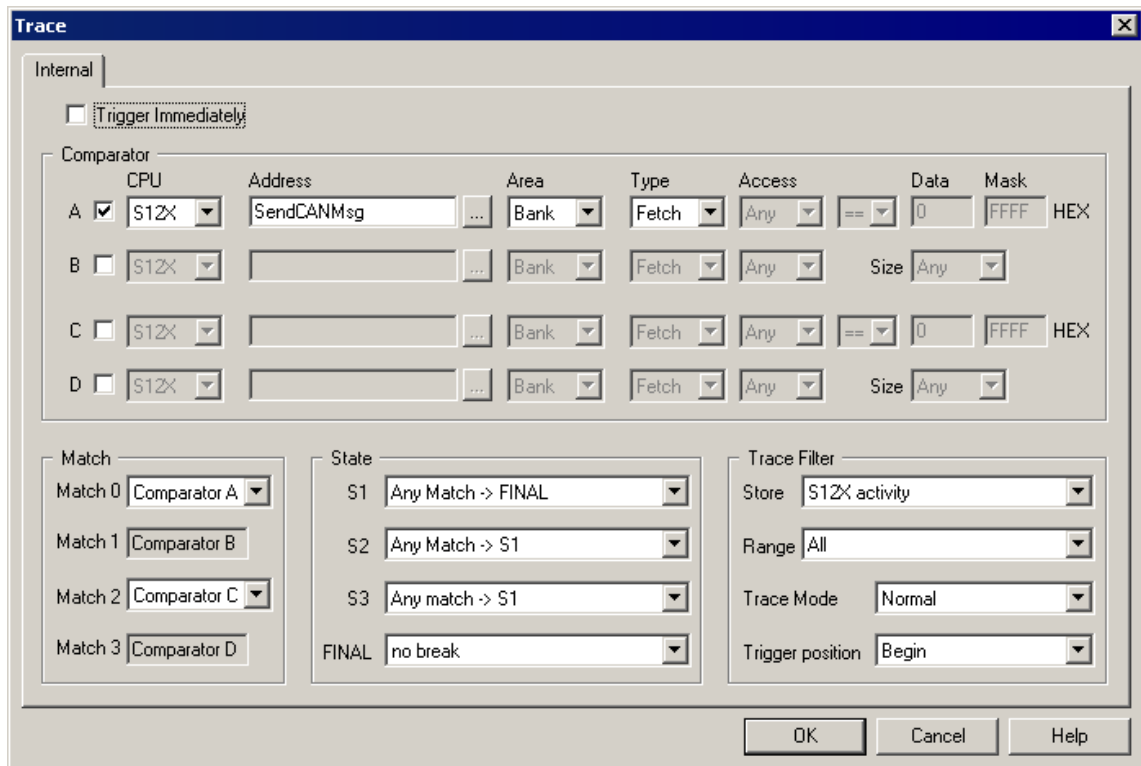 Trace
Internal
Trigger Immediately
Comparator
CPU Address Area Type Access Data Mask
A S12X SendCANMsg ... Bank Fetch Any == 0 FFFF HEX
B S12X ... Bank Fetch Any Size Any
C S12X ... Bank Fetch Any == 0 FFFF HEX
D S12X ... Bank Fetch Any Size Any
Match
Match 0 Comparator A
Match 1 Comparator B
Match 2 Comparator C
Match 3 Comparator D
State
S1 Any Match -> FINAL
S2 Any Match -> S1
S3 Any match -> S1
FINAL no break
Trace Filter
Store S12X activity
Range All
Trace Mode Normal
Trigger position Begin
OK Cancel Help